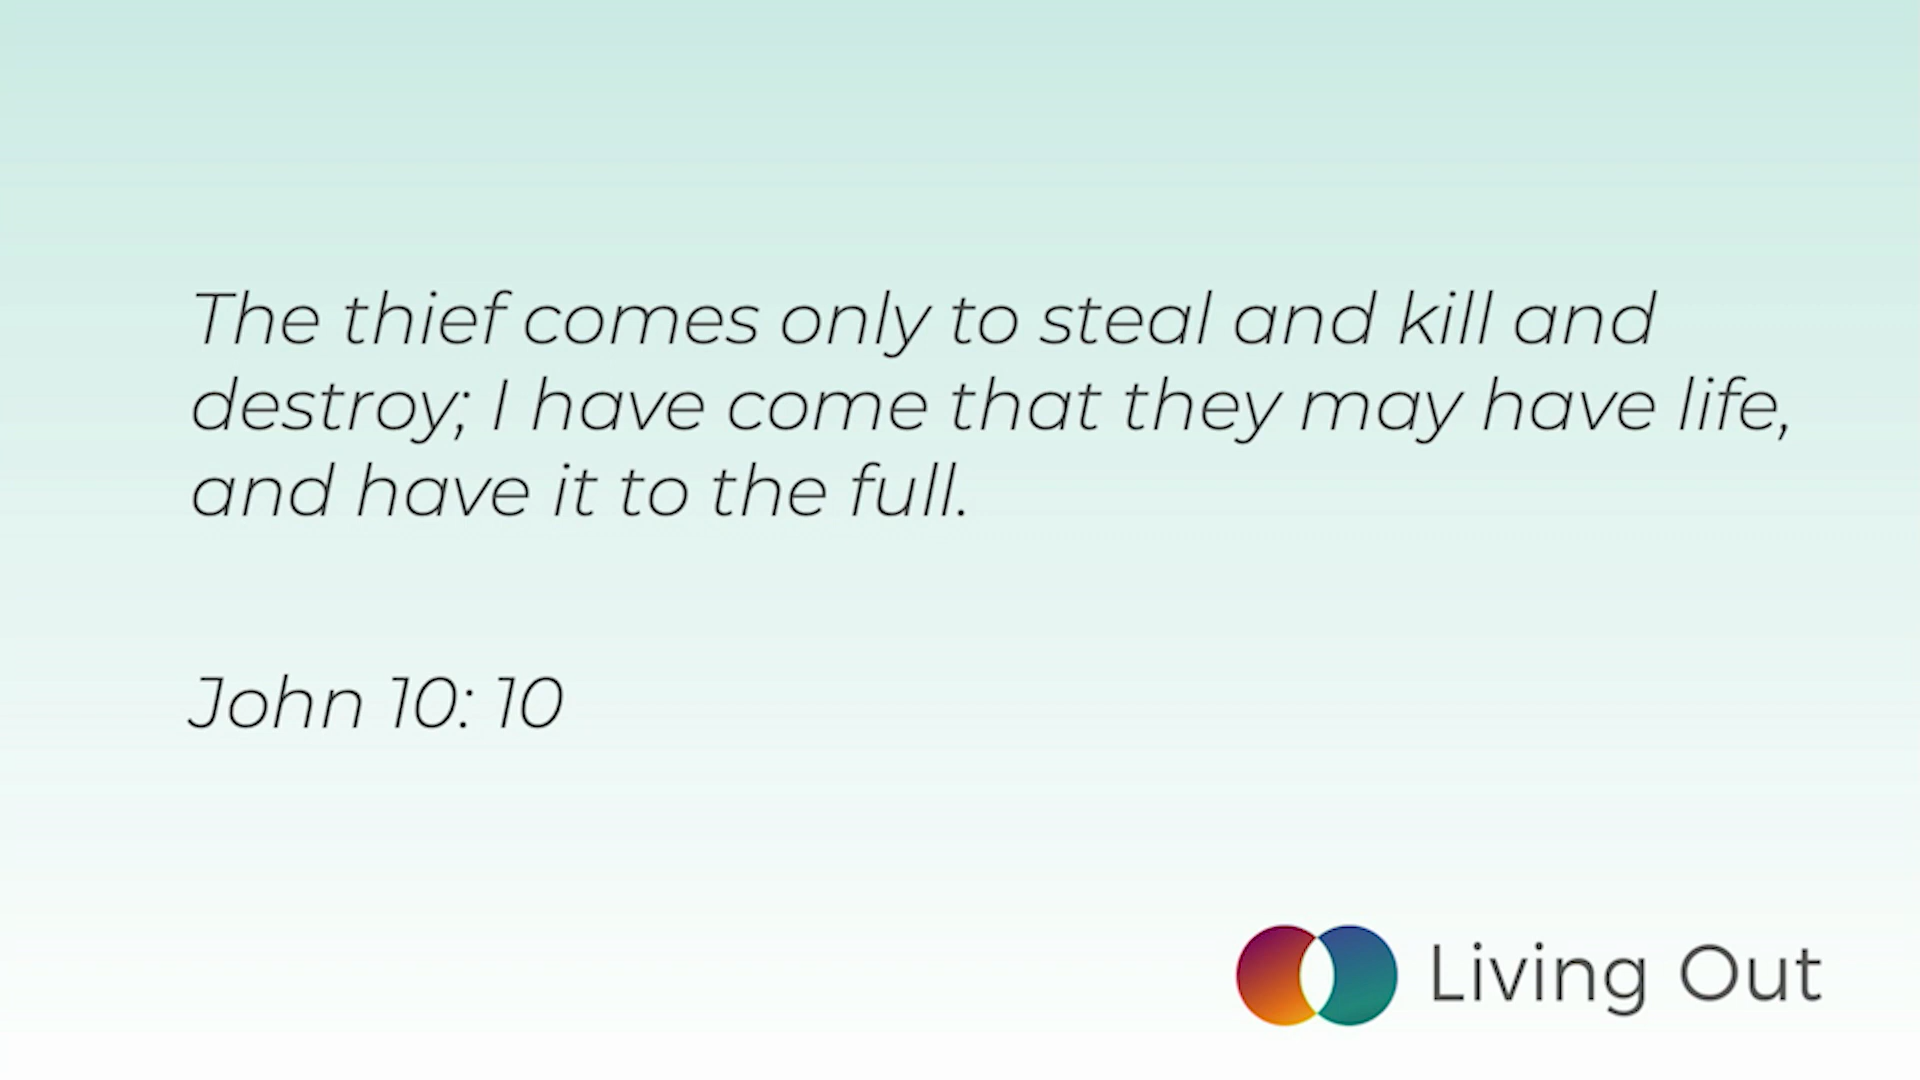 The thief comes only to steal and kill and
destroy; I have come that they may have life,
and have it to the full.
John 10: 10
Living Out